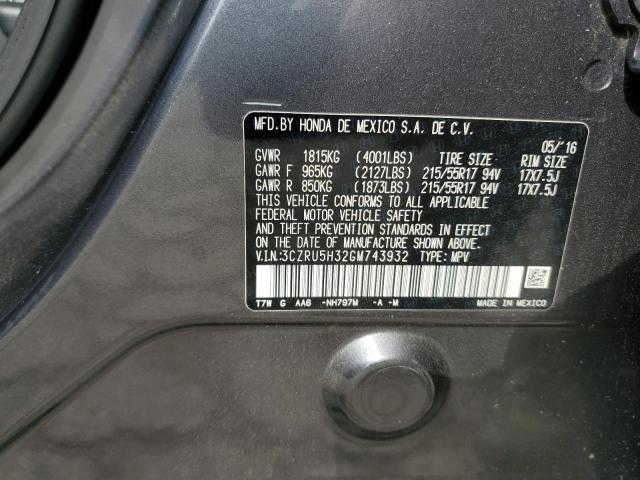 MFD.BY HONDA DE MEXICO S.A. DE C.V.
05/'16
GVWR 1815KG (4001LBS) TIRE SIZE RIM SIZE
GAWR F 965KG (2127LBS) 215/55R17 94V 17X7.5J
GAWR R 850KG (1873LBS) 215/55R17 94V 17X7.5J
THIS VEHICLE CONFORMS TO ALL APPLICABLE
FEDERAL MOTOR VEHICLE SAFETY
AND THEFT PREVENTION STANDARDS IN EFFECT
ON THE DATE OF MANUFACTURE SHOWN ABOVE.
V.I.N:3CZRU5H32GM743932 TYPE: MPV
T7W G AA6 -NH797M -A -M MADE IN MEXICO